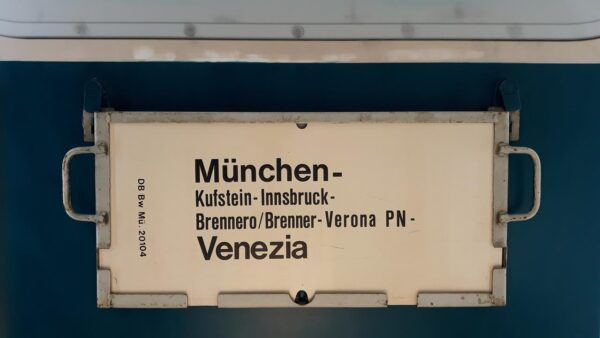 München-
Kufstein-Innsbruck-
Brennero/Brenner-Verona PN-
Venezia
DB Bw Mü. 20104